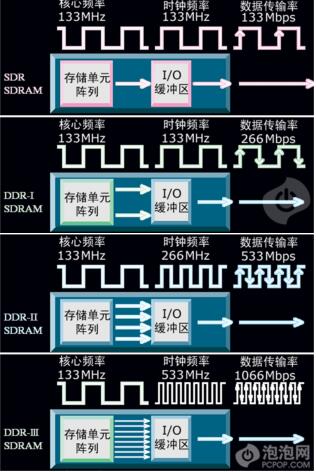 核心频率 时钟频率 数据传输率
133MHz 133MHz 133Mbps
SDR
SDRAM
存储单元
阵列
I/O
缓冲区
核心频率 时钟频率 数据传输率
133MHz 133MHz 266Mbps
DDR-I
SDRAM
存储单元
阵列
I/O
缓冲区
核心频率 时钟频率 数据传输率
133MHz 266MHz 533Mbps
DDR-II
SDRAM
存储单元
阵列
I/O
缓冲区
核心频率 时钟频率 数据传输率
133MHz 533MHz 1066Mbps
DDR-III
SDRAM
存储单元
阵列
I/O
缓冲区
泡泡网
PCPOP.COM